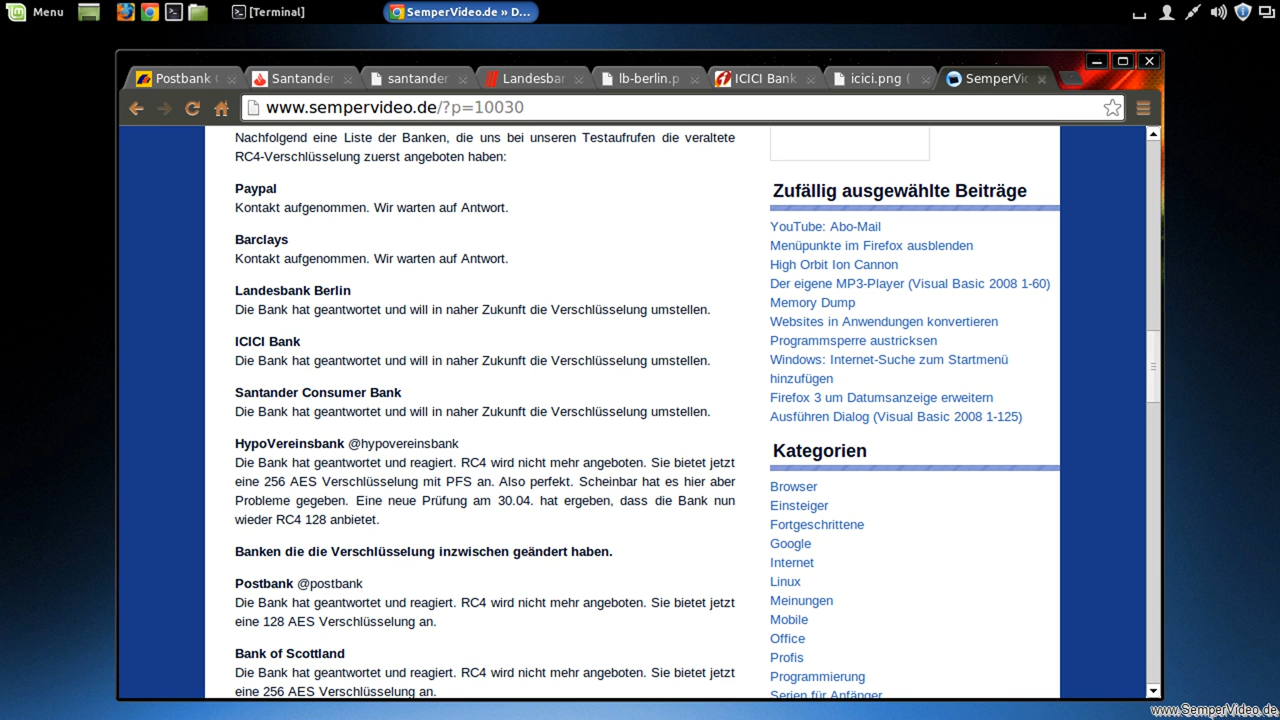 Menu
[Terminal]
SemperVideo.de » D...
Postbank
Santander
santander
Landesban
lb-berlin.p
ICICI Bank
icici.png (
SemperVid
www.sempervideo.de/?p=10030
Nachfolgend eine Liste der Banken, die uns bei unseren Testaufrufen die veraltete
RC4-Verschlüsselung zuerst angeboten haben:
Paypal
Kontakt aufgenommen. Wir warten auf Antwort.
Barclays
Kontakt aufgenommen. Wir warten auf Antwort.
Landesbank Berlin
Die Bank hat geantwortet und will in naher Zukunft die Verschlüsselung umstellen.
ICICI Bank
Die Bank hat geantwortet und will in naher Zukunft die Verschlüsselung umstellen.
Santander Consumer Bank
Die Bank hat geantwortet und will in naher Zukunft die Verschlüsselung umstellen.
HypoVereinsbank @hypovereinsbank
Die Bank hat geantwortet und reagiert. RC4 wird nicht mehr angeboten. Sie bietet jetzt
eine 256 AES Verschlüsselung mit PFS an. Also perfekt. Scheinbar hat es hier aber
Probleme gegeben. Eine neue Prüfung am 30.04. hat ergeben, dass die Bank nun
wieder RC4 128 anbietet.
Banken die die Verschlüsselung inzwischen geändert haben.
Postbank @postbank
Die Bank hat geantwortet und reagiert. RC4 wird nicht mehr angeboten. Sie bietet jetzt
eine 128 AES Verschlüsselung an.
Bank of Scottland
Die Bank hat geantwortet und reagiert. RC4 wird nicht mehr angeboten. Sie bietet jetzt
eine 256 AES Verschlüsselung an.
Zufällig ausgewählte Beiträge
YouTube: Abo-Mail
Menüpunkte im Firefox ausblenden
High Orbit Ion Cannon
Der eigene MP3-Player (Visual Basic 2008 1-60)
Memory Dump
Websites in Anwendungen konvertieren
Programmsperre austricksen
Windows: Internet-Suche zum Startmenü
hinzufügen
Firefox 3 um Datumsanzeige erweitern
Ausführen Dialog (Visual Basic 2008 1-125)
Kategorien
Browser
Einsteiger
Fortgeschrittene
Google
Internet
Linux
Meinungen
Mobile
Office
Profis
Programmierung
Serien für Anfänger
www.SemperVideo.de